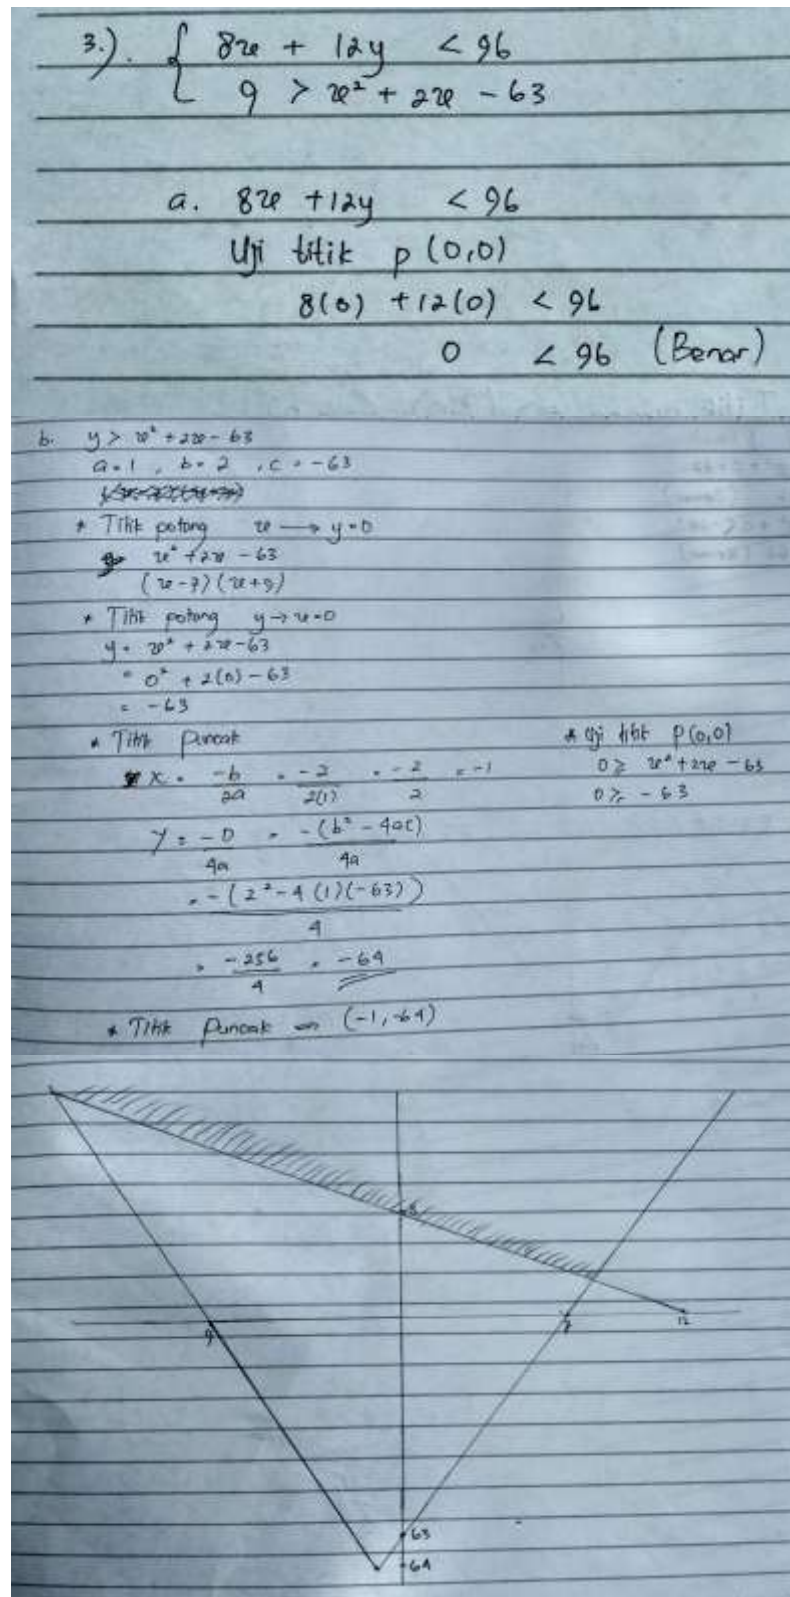 3.). { 8x + 12y < 96
9 > x² + 2x - 63
a. 8x + 12y < 96
Uji titik p (0,0)
8(0) + 12(0) < 96
0 < 96 (Benar)
b. y > x² + 2x - 63
a = 1 , b = 2 , c = -63
* Titik potong x → y = 0
x² + 2x - 63
(x - 7) (x + 9)
* Titik potong y → x = 0
y = x² + 2x - 63
= 0² + 2(0) - 63
= -63
* Titik Puncak
x = -b/2a = -2/2(1) = -2/2 = -1
y = -D/4a = -(b² - 4ac)/4a
= -(2² - 4(1)(-63))/4
= -256/4 = -64
* Titik Puncak = (-1, -64)
* Uji titik P(0,0)
0 ≥ x² + 2x - 63
0 ≥ -63
8
9
7
12
-63
-64